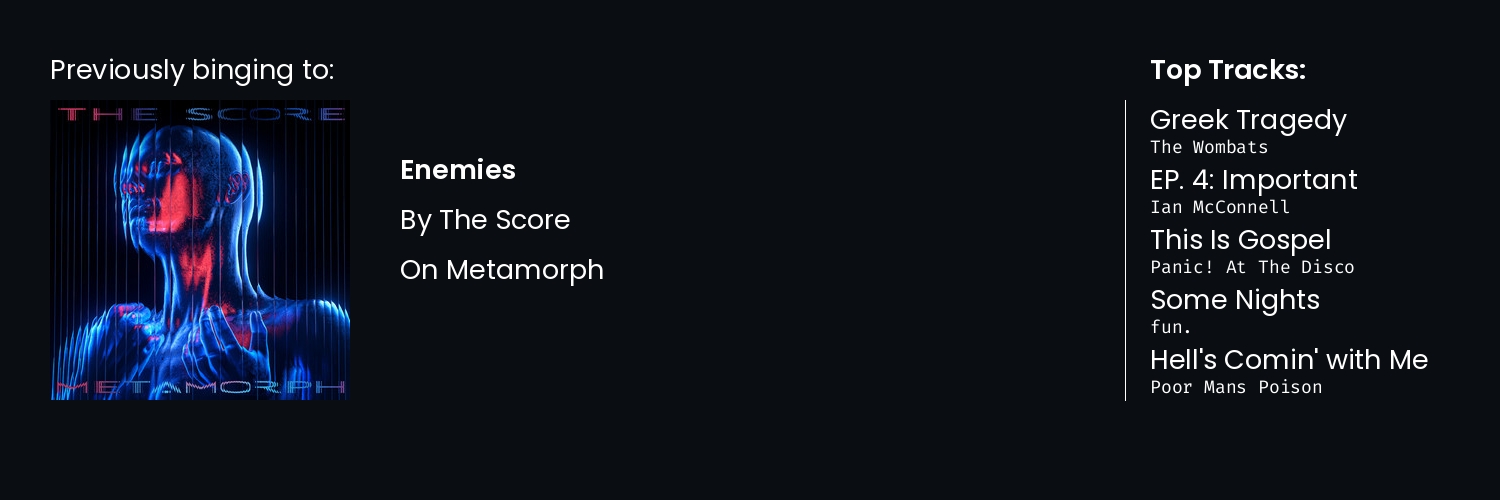 Previously binging to:
THE SCORE
METAMORPH
Enemies
By The Score
On Metamorph
Top Tracks:
Greek Tragedy
The Wombats
EP. 4: Important
Ian McConnell
This Is Gospel
Panic! At The Disco
Some Nights
fun.
Hell's Comin' with Me
Poor Mans Poison